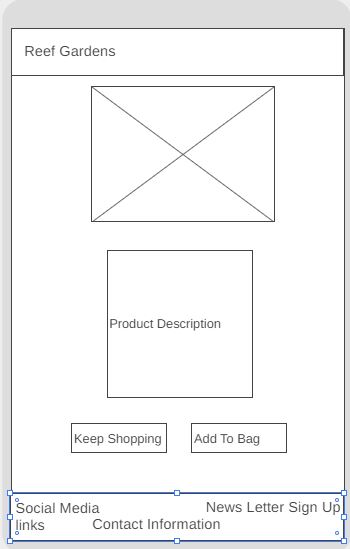 Reef Gardens
Product Description
Keep Shopping
Add To Bag
Social Media
links
Contact Information
News Letter Sign Up